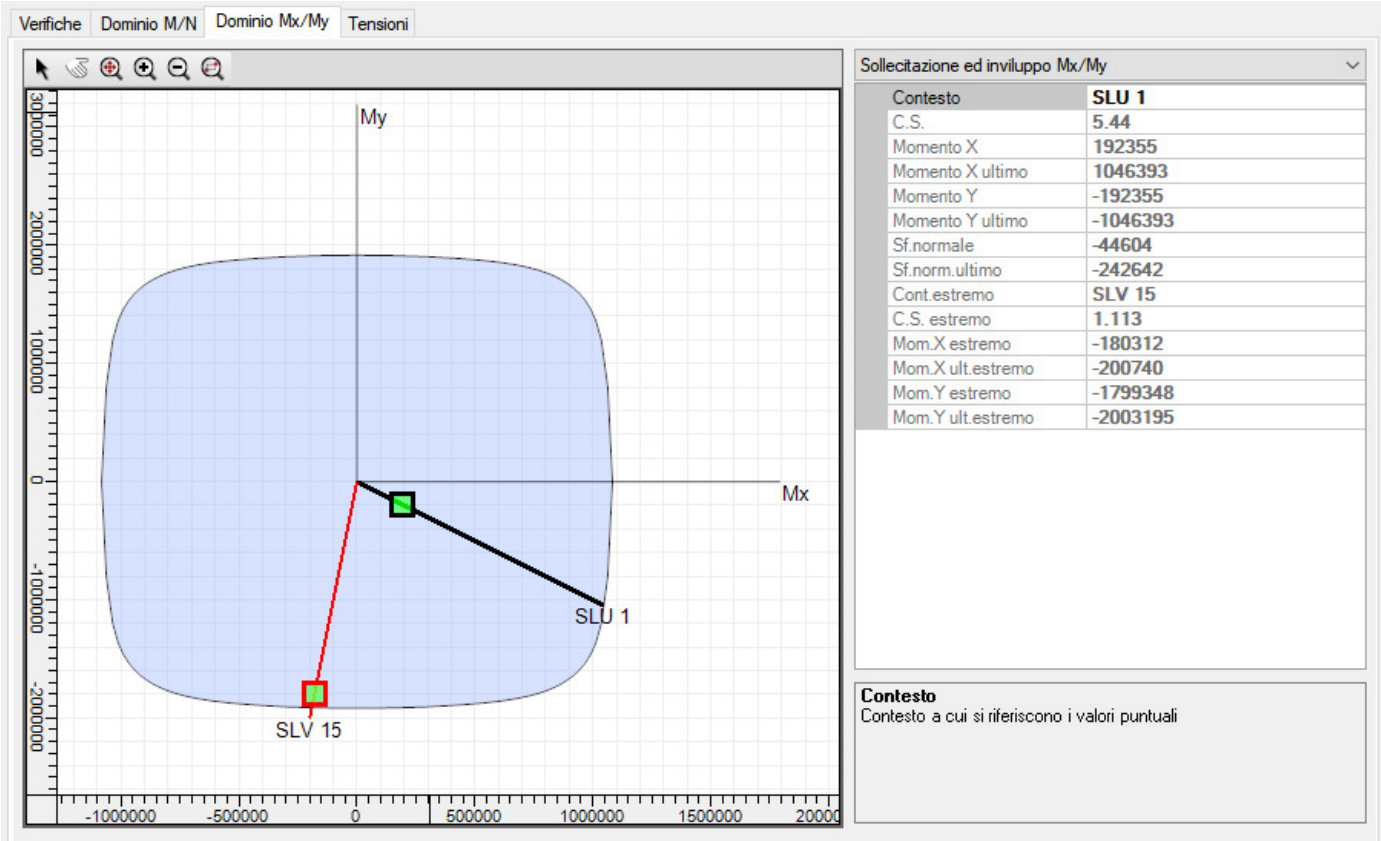 Verifiche Dominio M/N Dominio Mx/My Tensioni
Sollecitazione ed inviluppo Mx/My
Contesto SLU 1
C.S. 5.44
Momento X 192355
Momento X ultimo 1046393
Momento Y -192355
Momento Y ultimo -1046393
Sf.normale -44604
Sf.norm.ultimo -242642
Cont.estremo SLV 15
C.S. estremo 1.113
Mom.X estremo -180312
Mom.X ult.estremo -200740
Mom.Y estremo -1799348
Mom.Y ult.estremo -2003195
My
Mx
SLU 1
SLV 15
3000000
2000000
1000000
0
-1000000
-2000000
-1000000 -500000 0 500000 1000000 1500000 20000
Contesto
Contesto a cui si riferiscono i valori puntuali